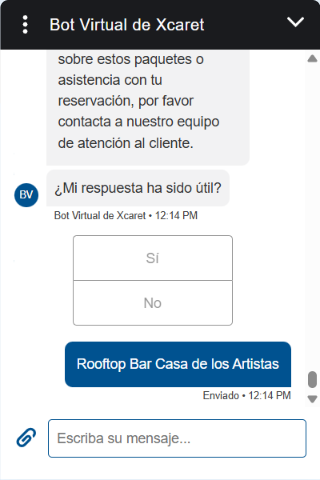 Bot Virtual de Xcaret
sobre estos paquetes o
asistencia con tu
reservación, por favor
contacta a nuestro equipo
de atención al cliente.
¿Mi respuesta ha sido útil?
BV
Bot Virtual de Xcaret • 12:14 PM
Sí
No
Rooftop Bar Casa de los Artistas
Enviado • 12:14 PM
Escriba su mensaje...